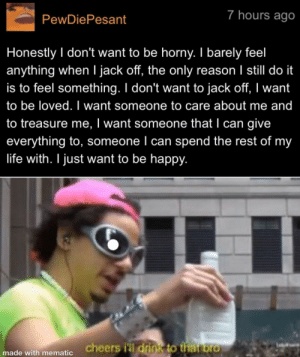 PewDiePesant
7 hours ago
Honestly I don't want to be horny. I barely feel
anything when I jack off, the only reason I still do it
is to feel something. I don't want to jack off, I want
to be loved. I want someone to care about me and
to treasure me, I want someone that I can give
everything to, someone I can spend the rest of my
life with. I just want to be happy.
cheers i'll drink to that bro
made with mematic